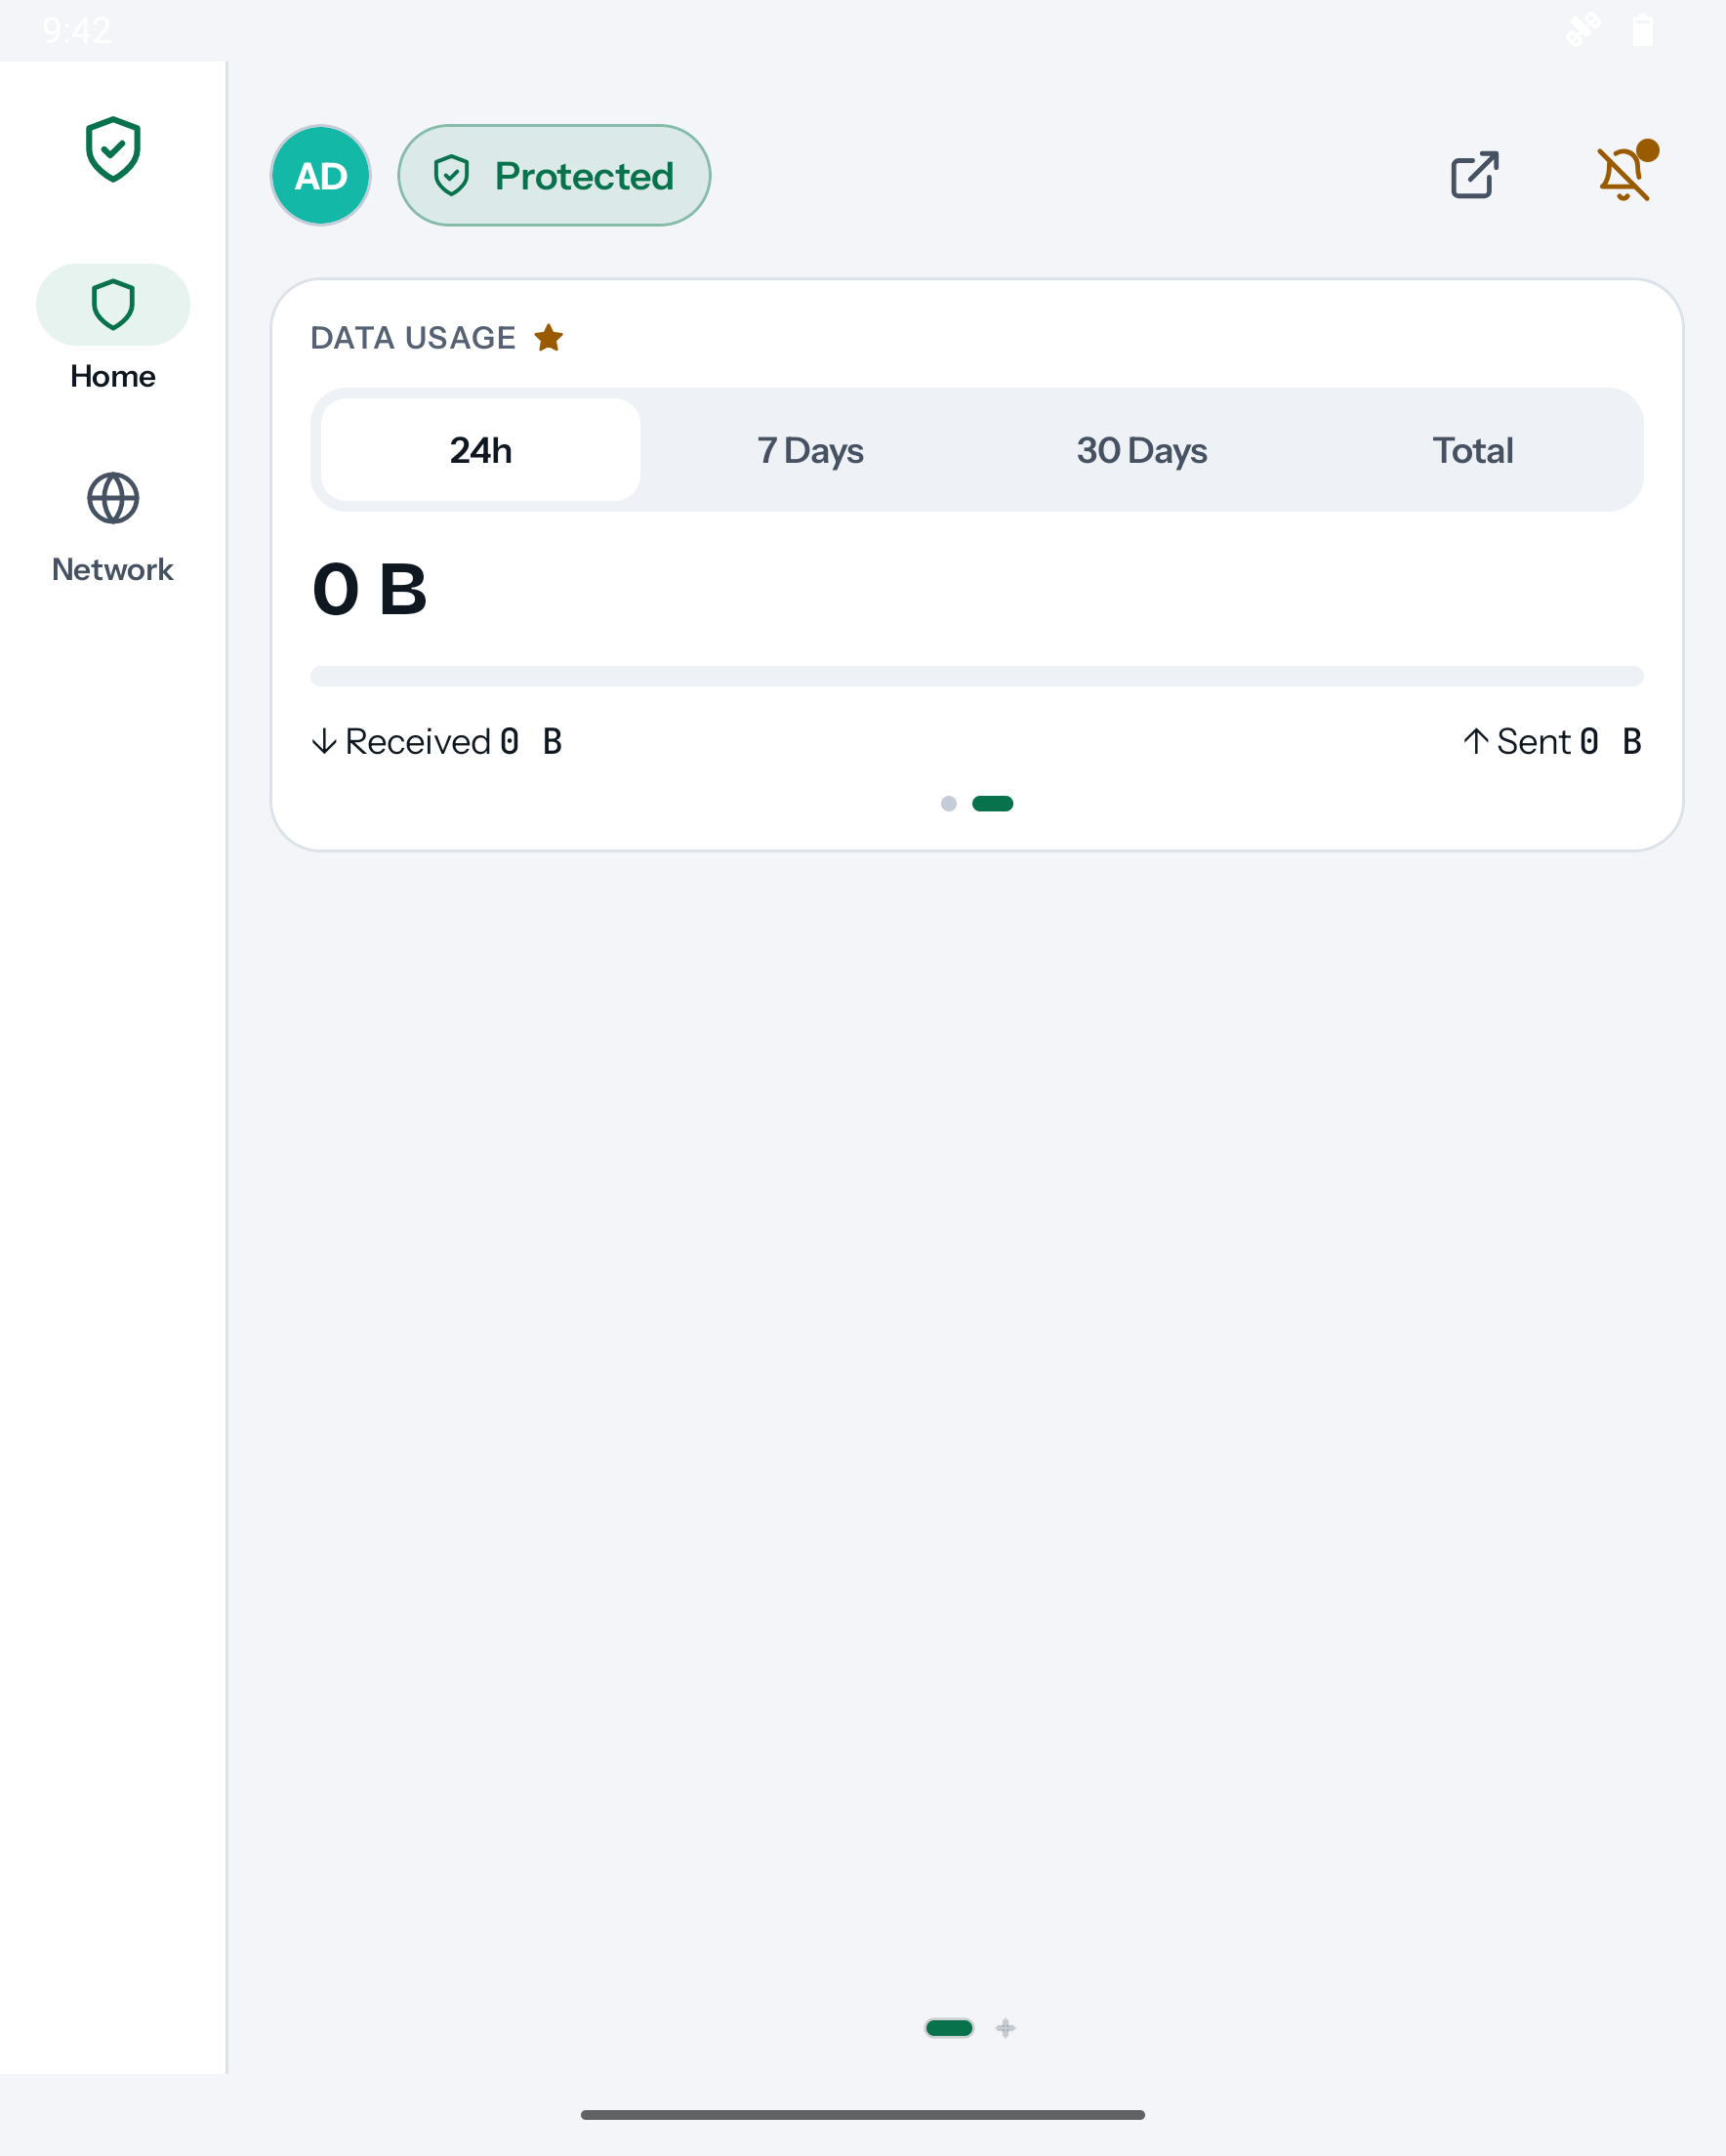 9:42
AD
Protected
Home
Network
DATA USAGE
24h
7 Days
30 Days
Total
0 B
Received 0 B
Sent 0 B